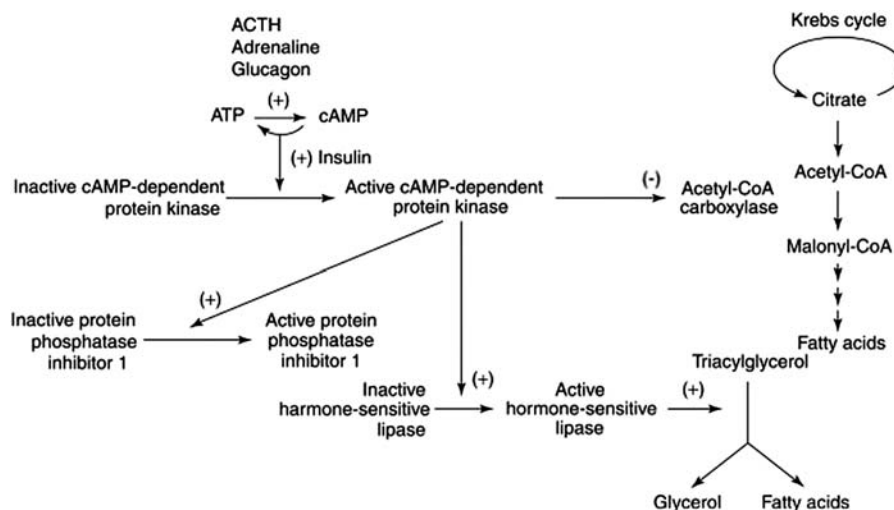 ACTH
Adrenaline
Glucagon
Krebs cycle
ATP
(+)
cAMP
Citrate
(+) Insulin
Inactive cAMP-dependent
protein kinase
Active cAMP-dependent
protein kinase
(-)
Acetyl-CoA
carboxylase
Acetyl-CoA
Malonyl-CoA
(+)
Inactive protein
phosphatase
inhibitor 1
Active protein
phosphatase
inhibitor 1
Fatty acids
Triacylglycerol
(+)
Inactive
harmone-sensitive
lipase
Active
hormone-sensitive
lipase
(+)
Glycerol
Fatty acids